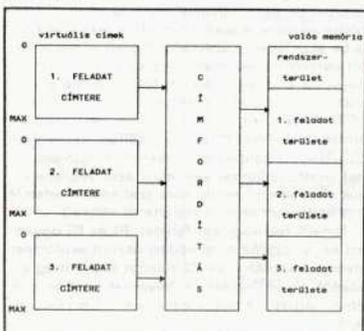 virtuális címek
valós memória
0
1. FELADAT
CÍMTERE
MAX
0
2. FELADAT
CÍMTERE
MAX
0
3. FELADAT
CÍMTERE
MAX
C
Í
M
F
O
R
D
Í
T
Á
S
rendszer-
terület
1. feladat
területe
2. feladat
területe
3. feladat
területe